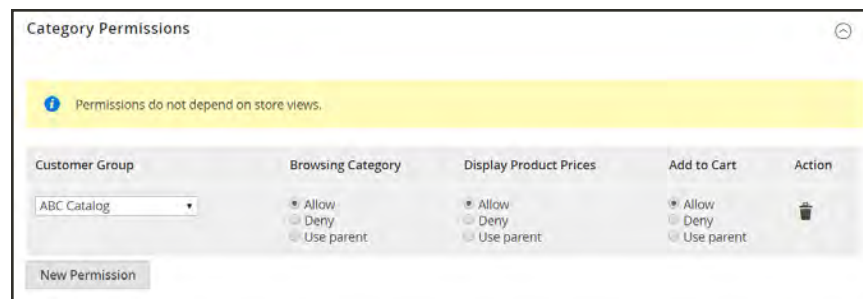 Category Permissions
Permissions do not depend on store views.
Customer Group Browsing Category Display Product Prices Add to Cart Action
ABC Catalog Allow Allow Allow
Deny Deny Deny
Use parent Use parent Use parent
New Permission